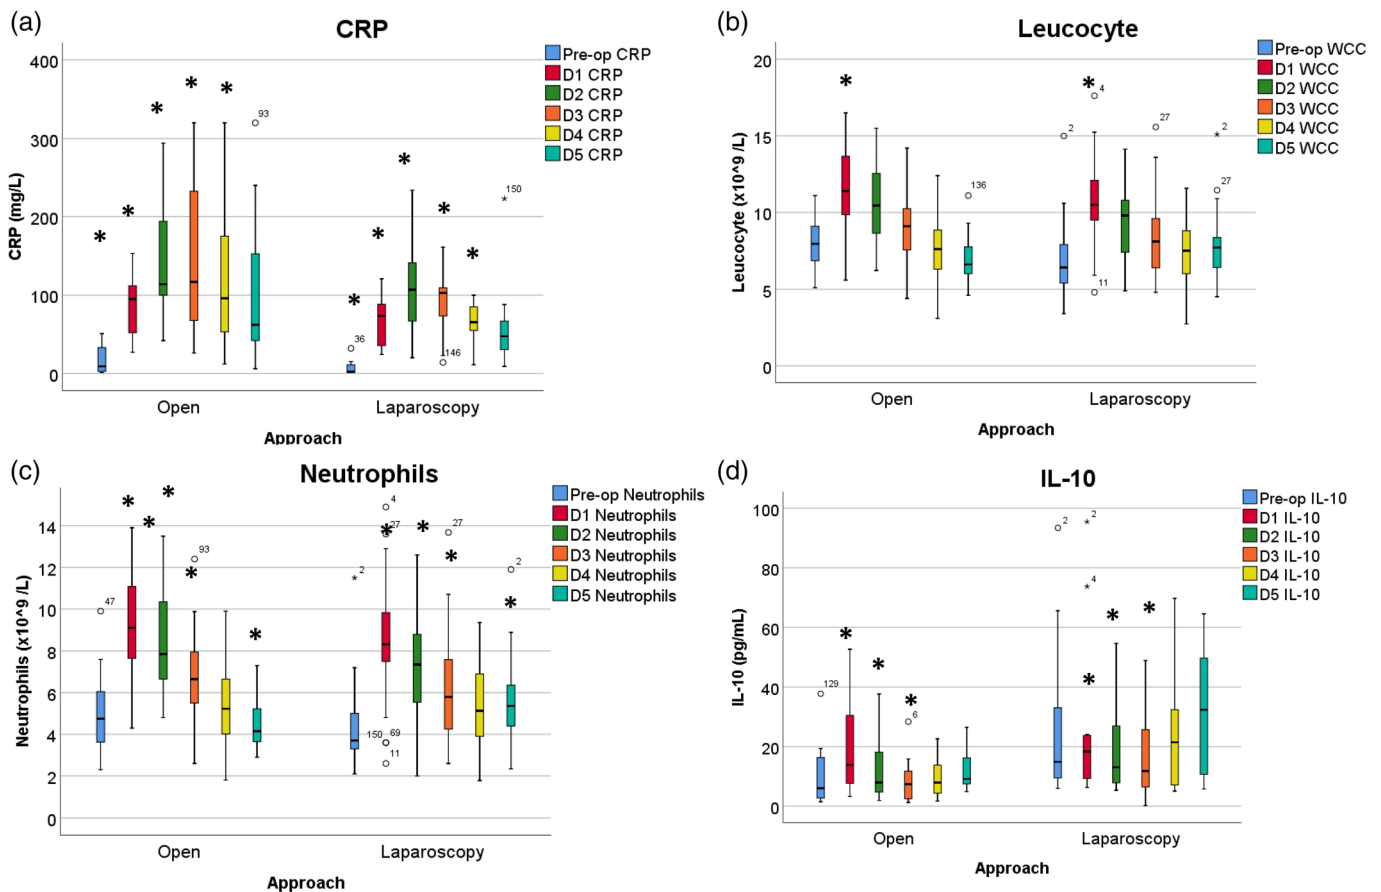 (a)
CRP
CRP (mg/L)
400
300
200
100
0
*
*
*
*
*
93
*
36
*
*
*
146
*
* 150
Open
Laparoscopy
Approach
Pre-op CRP
D1 CRP
D2 CRP
D3 CRP
D4 CRP
D5 CRP
(b)
Leucocyte
Leucocyte (x10^9 /L)
20
15
10
5
0
*
136
2
*
4
11
27
* 2
27
Open
Laparoscopy
Approach
Pre-op WCC
D1 WCC
D2 WCC
D3 WCC
D4 WCC
D5 WCC
(c)
Neutrophils
Neutrophils (x10^9 /L)
14
12
10
8
6
4
2
0
47
*
*
*
93
*
*
* 2
4
*
27
150
69
11
*
27
*
2
*
Open
Laparoscopy
Approach
Pre-op Neutrophils
D1 Neutrophils
D2 Neutrophils
D3 Neutrophils
D4 Neutrophils
D5 Neutrophils
(d)
IL-10
IL-10 (pg/mL)
100
80
60
40
20
0
129
*
*
*
6
2
* 2
* 4
*
*
*
Open
Laparoscopy
Approach
Pre-op IL-10
D1 IL-10
D2 IL-10
D3 IL-10
D4 IL-10
D5 IL-10